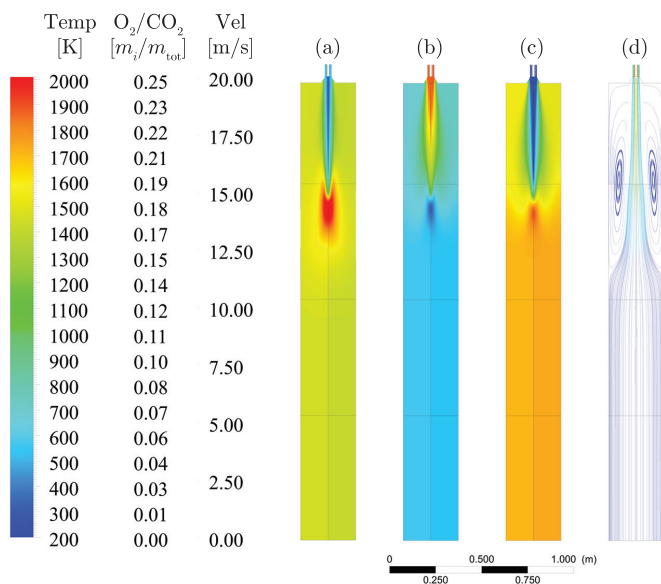 Temp O₂/CO₂ Vel
[K] [mᵢ/mₜₒₜ] [m/s] (a) (b) (c) (d)
2000 0.25 20.00
1900 0.23
1800 0.22
1700 0.21 17.50
1600 0.19
1500 0.18 15.00
1400 0.17
1300 0.15 12.50
1200 0.14
1100 0.12 10.00
1000 0.11
900 0.10 7.50
800 0.08
700 0.07
600 0.06 5.00
500 0.04
400 0.03 2.50
300 0.01
200 0.00 0.00
0 0.500 1.000 (m)
0.250 0.750